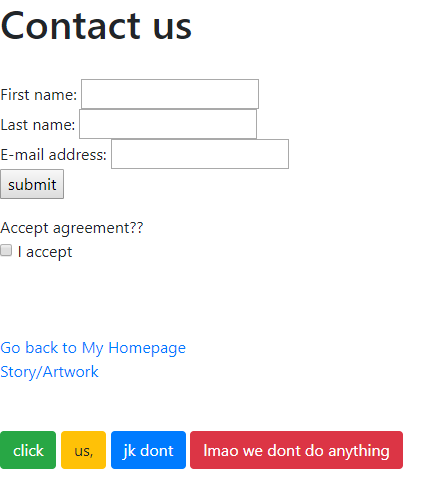 Contact us
First name:
Last name:
E-mail address:
submit
Accept agreement??
I accept
Go back to My Homepage
Story/Artwork
click us, jk dont lmao we dont do anything